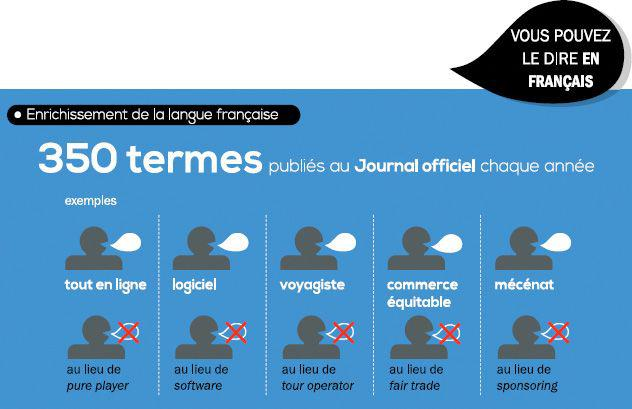 VOUS POUVEZ
LE DIRE EN
FRANÇAIS
• Enrichissement de la langue française
350 termes publiés au Journal officiel chaque année
exemples
tout en ligne
logiciel
voyagiste
commerce
équitable
mécénat
au lieu de
pure player
au lieu de
software
au lieu de
tour operator
au lieu de
fair trade
au lieu de
sponsoring